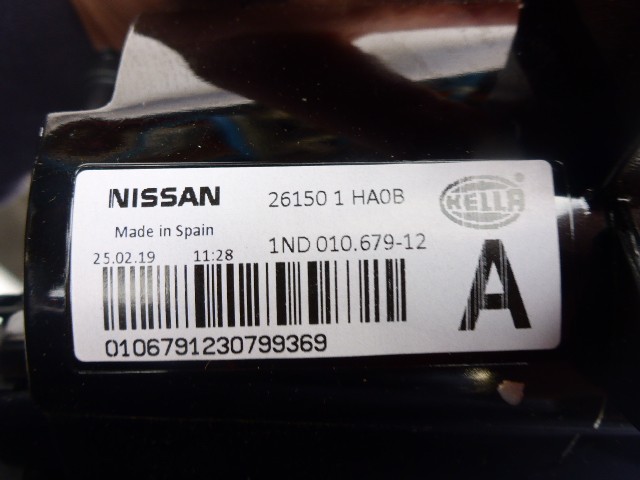 NISSAN 26150 1 HA0B HELLA
Made in Spain 1ND 010.679-12
25.02.19 11:28 A
0106791230799369